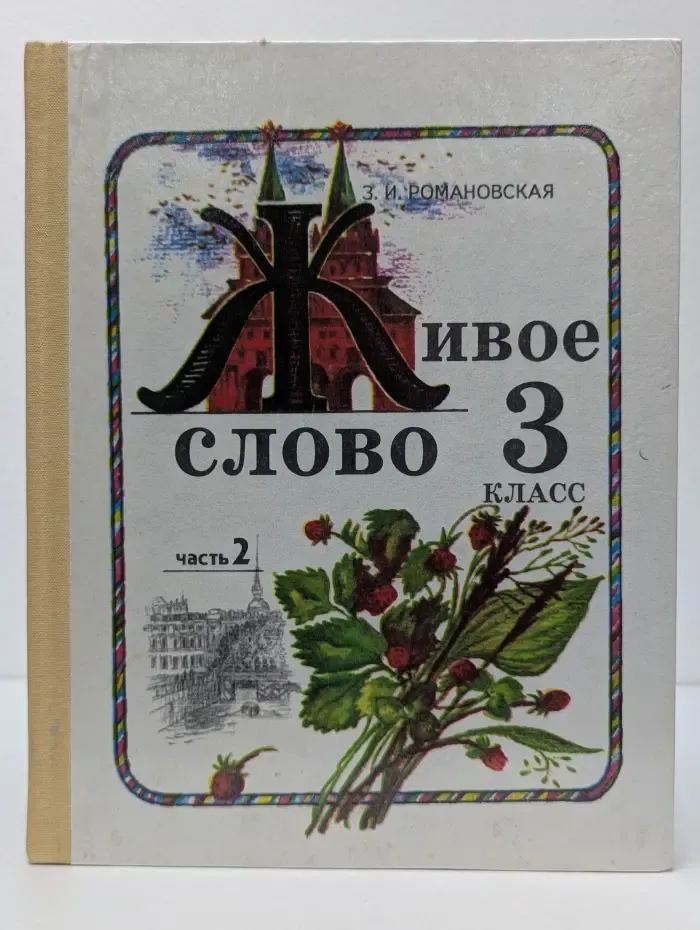 З. И. РОМАНОВСКАЯ
Живое
слово 3
КЛАСС
часть 2